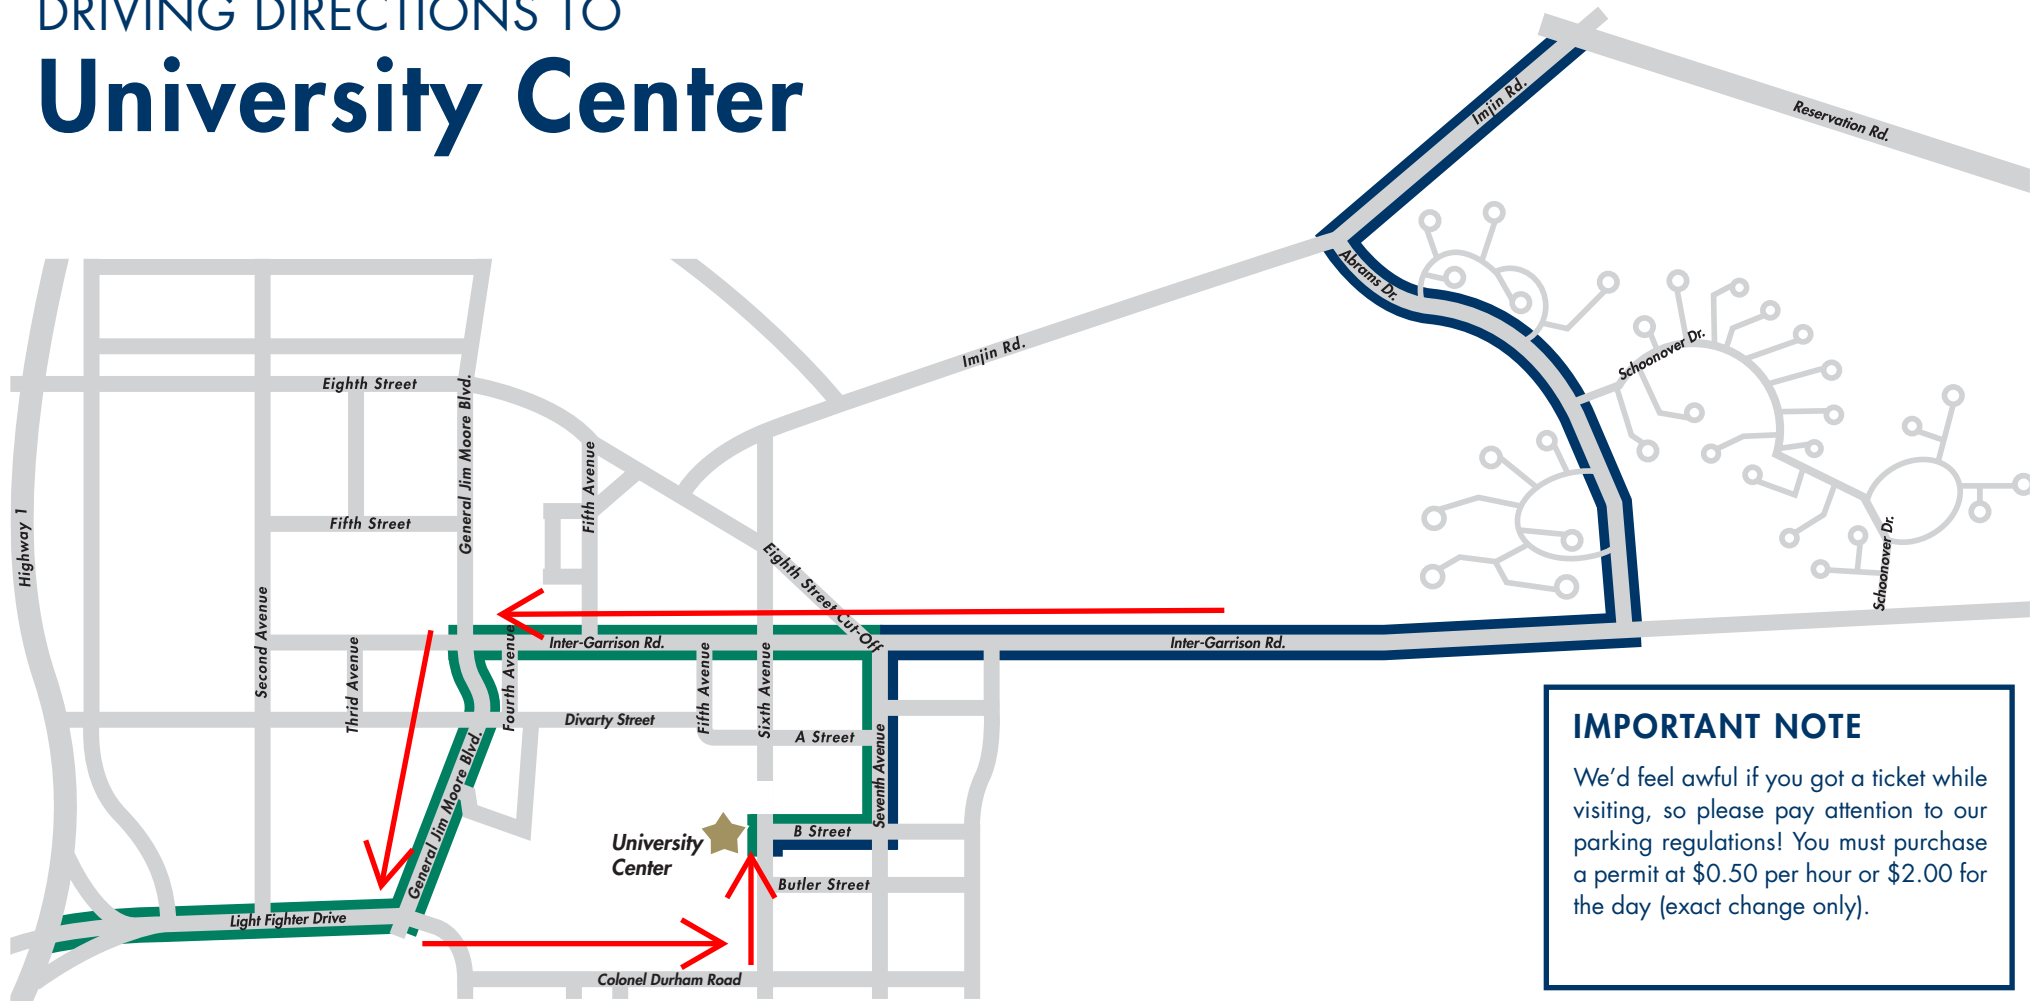 DRIVING DIRECTIONS TO
University Center
Imjin Rd.
Reservation Rd.
Abrams Dr.
Imjin Rd.
Schoonover Dr.
Eighth Street
General Jim Moore Blvd.
Fifth Avenue
Highway 1
Fifth Street
Eighth Street Cut-Off
Schoonover Dr.
Second Avenue
Thrid Avenue
Fourth Avenue
Inter-Garrison Rd.
Inter-Garrison Rd.
Fifth Avenue
Sixth Avenue
Divarty Street
A Street
Seventh Avenue
General Jim Moore Blvd.
B Street
University
Center
Butler Street
Light Fighter Drive
Colonel Durham Road
IMPORTANT NOTE
We’d feel awful if you got a ticket while
visiting, so please pay attention to our
parking regulations! You must purchase
a permit at $0.50 per hour or $2.00 for
the day (exact change only).